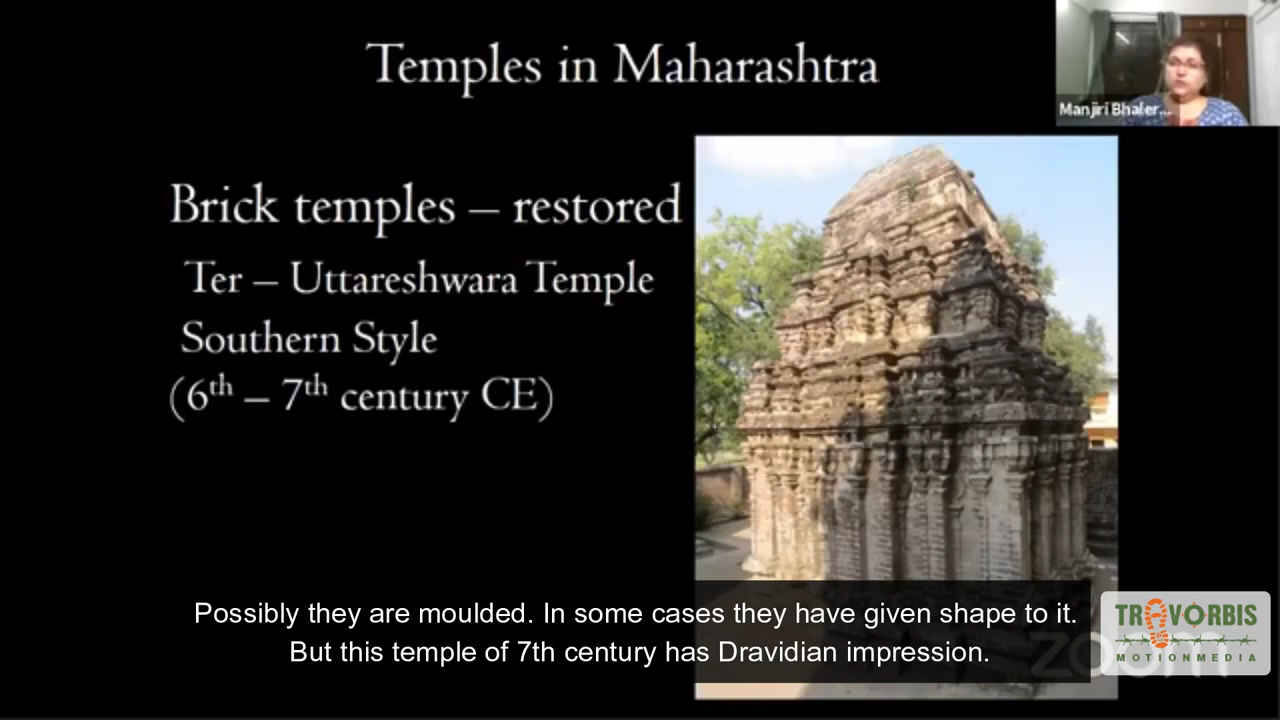 Temples in Maharashtra
Manjiri Bhaler...
Brick temples – restored
Ter – Uttareshwara Temple
Southern Style
(6th – 7th century CE)
Possibly they are moulded. In some cases they have given shape to it.
But this temple of 7th century has Dravidian impression.
zoom
TRAVORBIS
MOTIONMEDIA